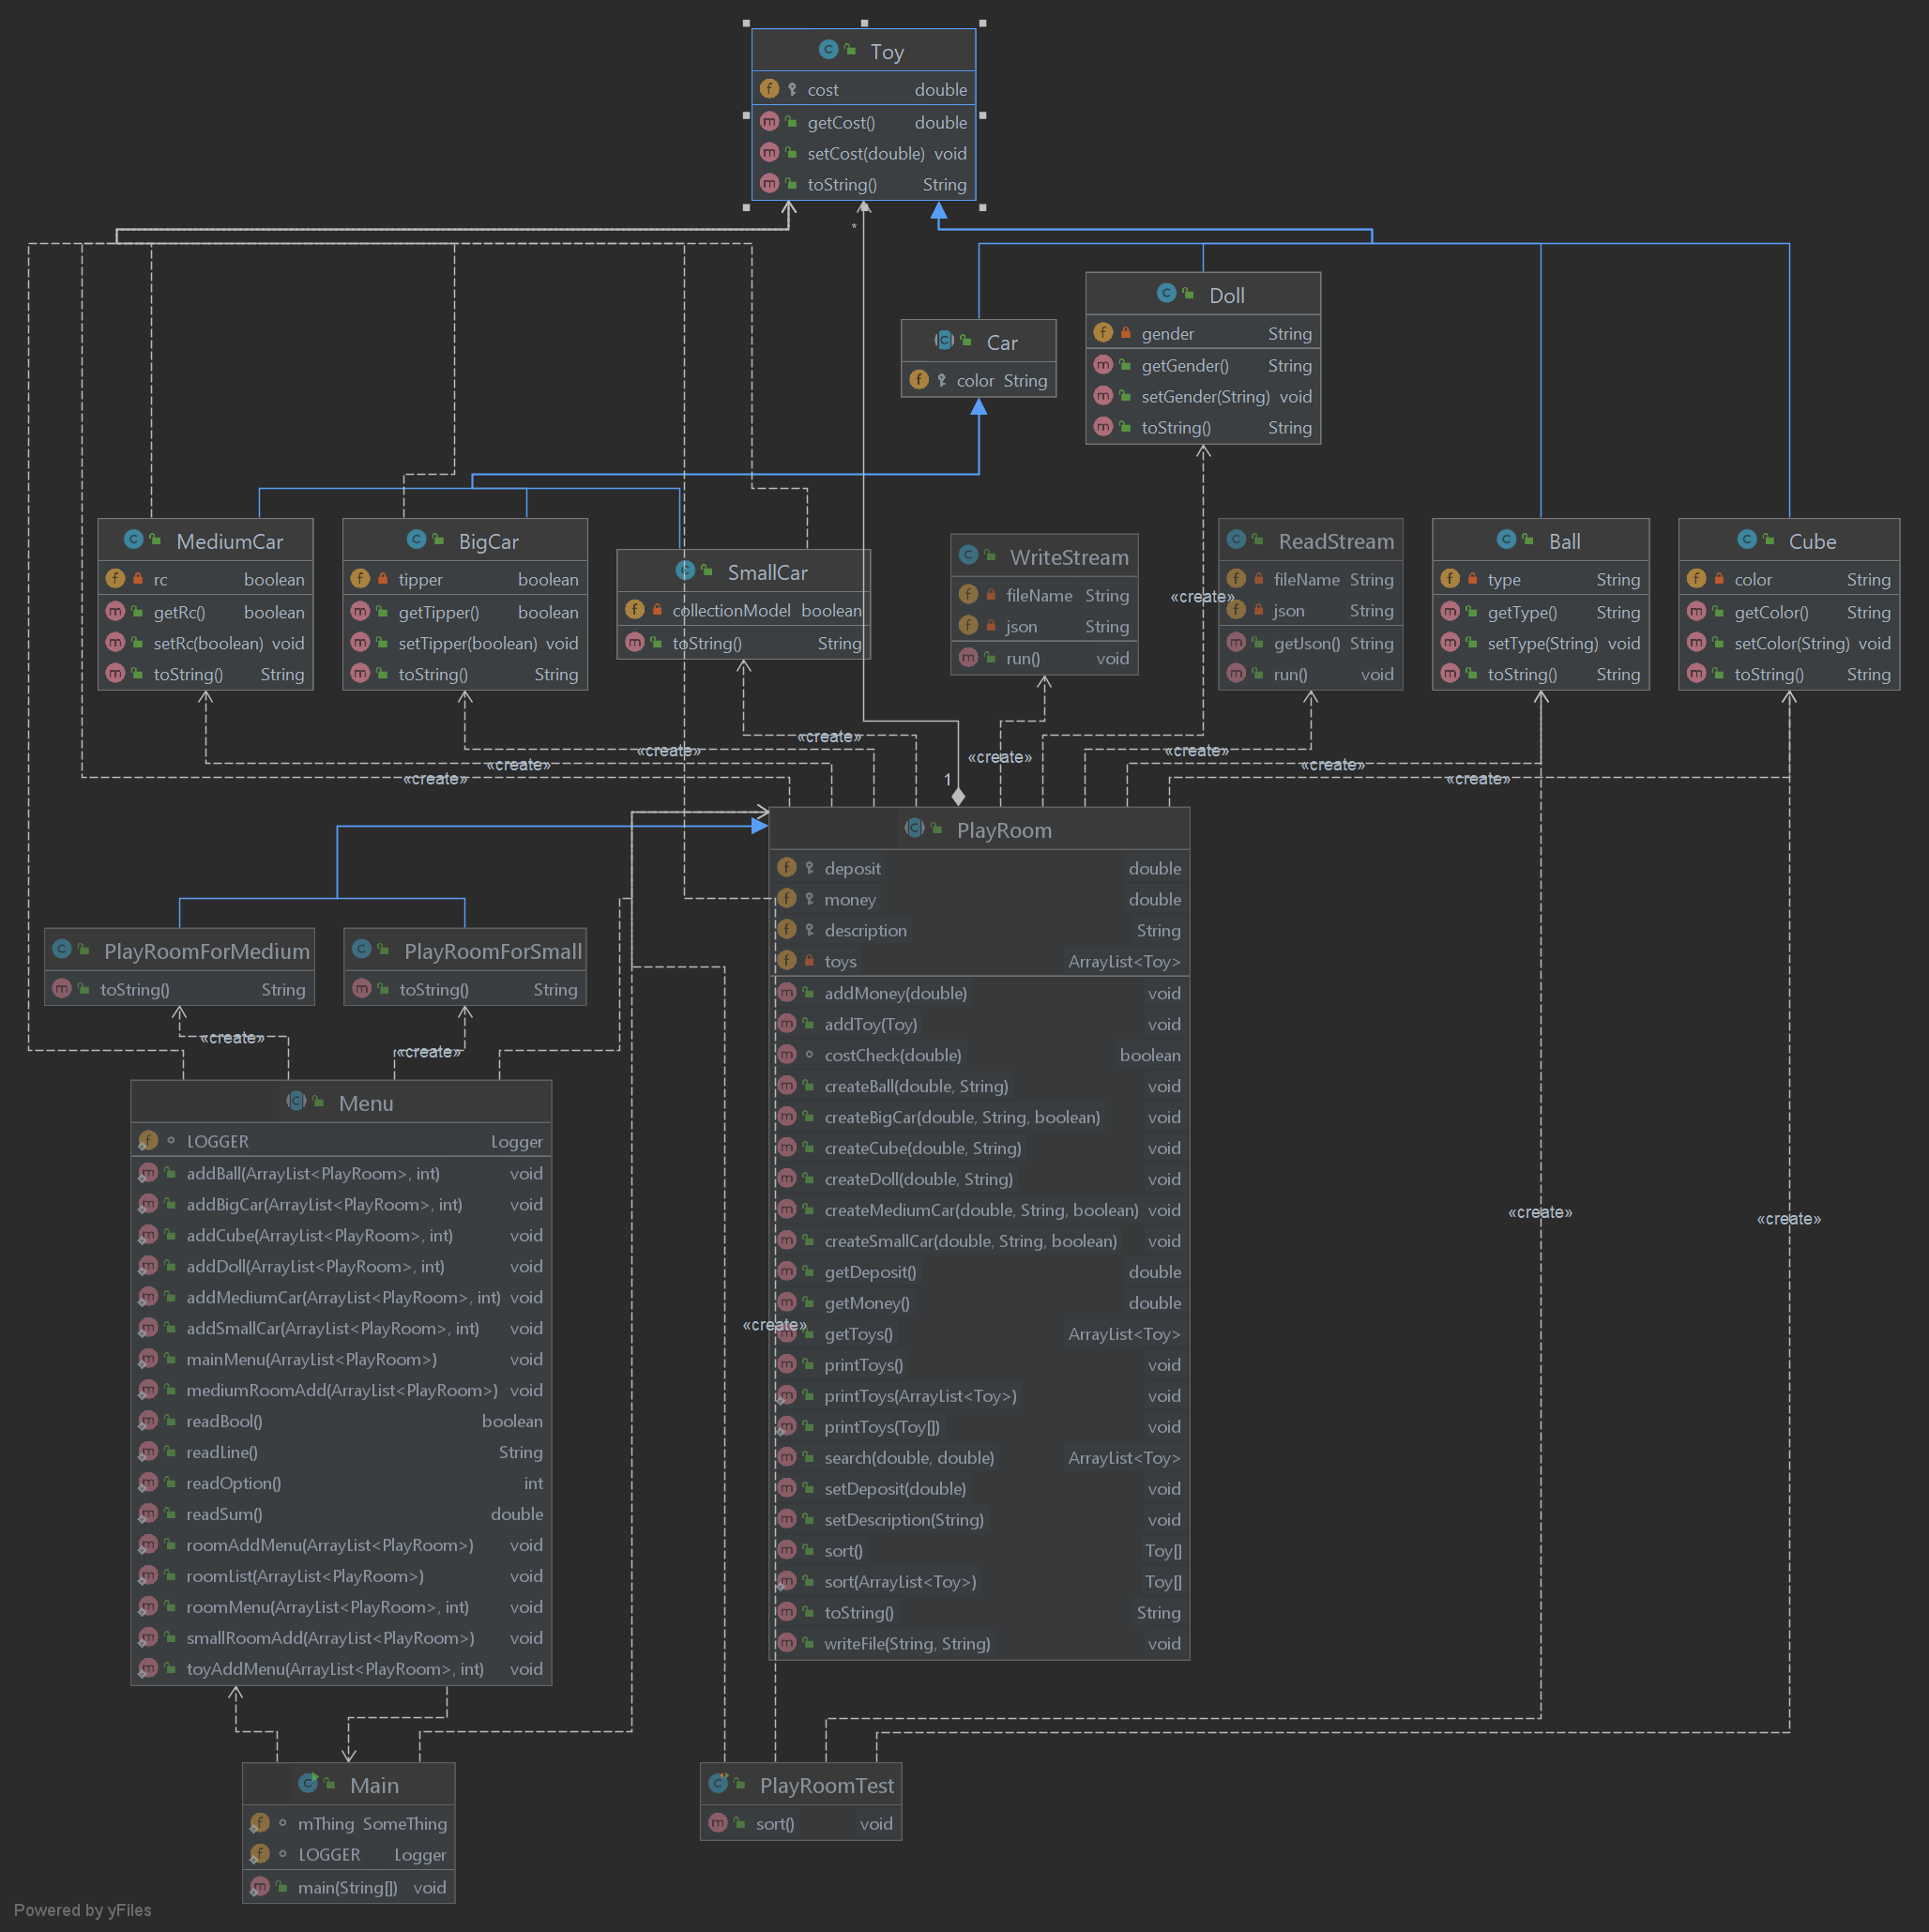 Toy
cost double
getCost() double
setCost(double) void
toString() String
*
Doll
gender String
getGender() String
setGender(String) void
toString() String
Car
color String
MediumCar
rc boolean
getRc() boolean
setRc(boolean) void
toString() String
BigCar
tipper boolean
getTipper() boolean
setTipper(boolean) void
toString() String
SmallCar
collectionModel boolean
toString() String
WriteStream
fileName String
json String
run() void
«create»
ReadStream
fileName String
json String
getJson() String
run() void
Ball
type String
getType() String
setType(String) void
toString() String
Cube
color String
getColor() String
setColor(String) void
toString() String
«create»
«create»
«create»
«create»
«create»
«create»
«create»
«create»
1
PlayRoom
deposit double
money double
description String
toys ArrayList<Toy>
addMoney(double) void
addToy(Toy) void
costCheck(double) boolean
createBall(double, String) void
createBigCar(double, String, boolean) void
createCube(double, String) void
createDoll(double, String) void
createMediumCar(double, String, boolean) void
createSmallCar(double, String, boolean) void
getDeposit() double
getMoney() double
getToys() ArrayList<Toy>
printToys() void
printToys(ArrayList<Toy>) void
printToys(Toy[]) void
search(double, double) ArrayList<Toy>
setDeposit(double) void
setDescription(String) void
sort() Toy[]
sort(ArrayList<Toy>) Toy[]
toString() String
writeFile(String, String) void
PlayRoomForMedium
toString() String
PlayRoomForSmall
toString() String
«create»
«create»
Menu
LOGGER Logger
addBall(ArrayList<PlayRoom>, int) void
addBigCar(ArrayList<PlayRoom>, int) void
addCube(ArrayList<PlayRoom>, int) void
addDoll(ArrayList<PlayRoom>, int) void
addMediumCar(ArrayList<PlayRoom>, int) void
addSmallCar(ArrayList<PlayRoom>, int) void
mainMenu(ArrayList<PlayRoom>) void
mediumRoomAdd(ArrayList<PlayRoom>) void
readBool() boolean
readLine() String
readOption() int
readSum() double
roomAddMenu(ArrayList<PlayRoom>) void
roomList(ArrayList<PlayRoom>) void
roomMenu(ArrayList<PlayRoom>, int) void
smallRoomAdd(ArrayList<PlayRoom>) void
toyAddMenu(ArrayList<PlayRoom>, int) void
«create»
«create»
«create»
Main
mThing SomeThing
LOGGER Logger
main(String[]) void
PlayRoomTest
sort() void
Powered by yFiles